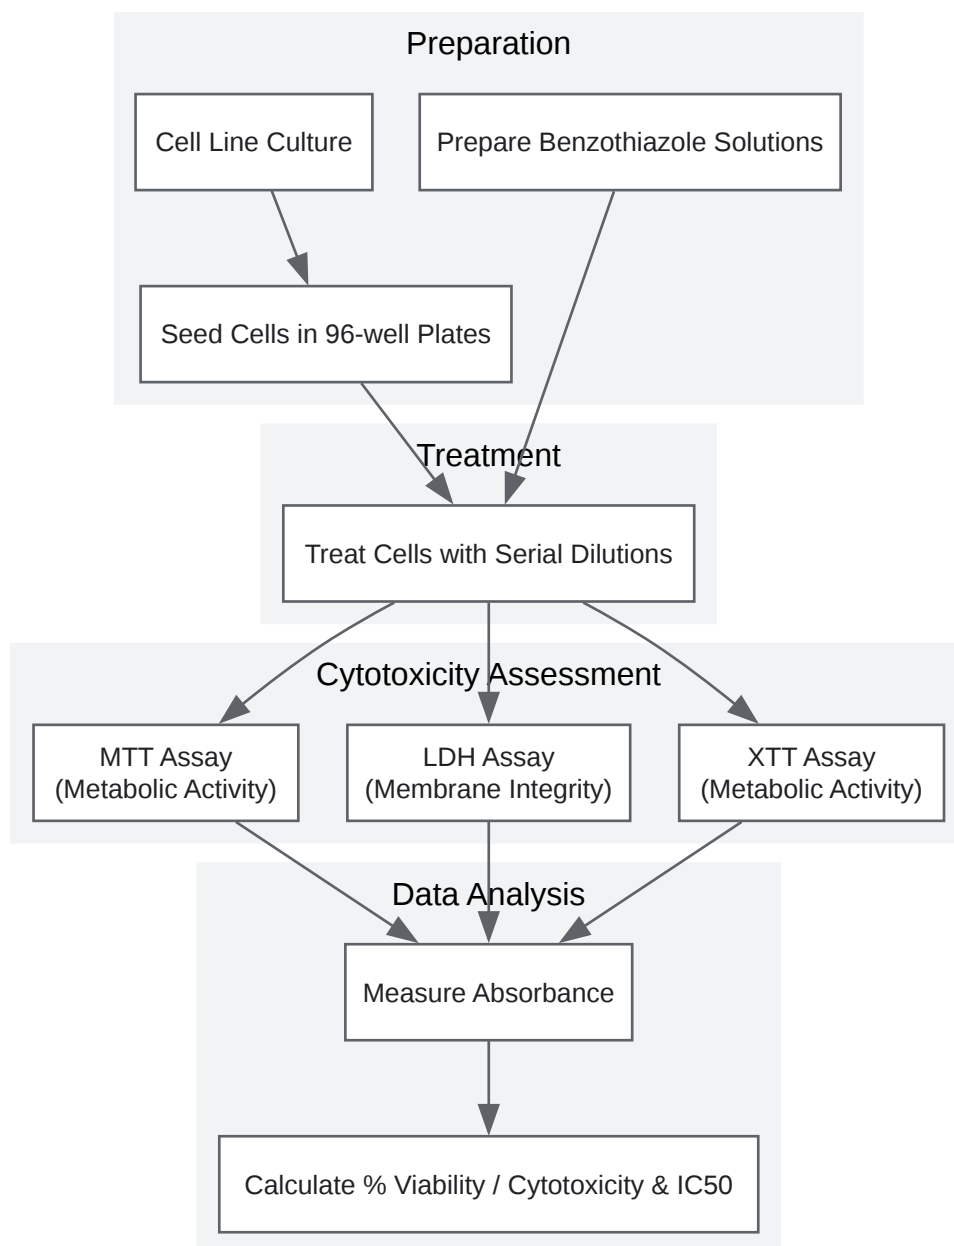 Preparation
Cell Line Culture
Prepare Benzothiazole Solutions
Seed Cells in 96-well Plates
Treatment
Treat Cells with Serial Dilutions
Cytotoxicity Assessment
MTT Assay
(Metabolic Activity)
LDH Assay
(Membrane Integrity)
XTT Assay
(Metabolic Activity)
Data Analysis
Measure Absorbance
Calculate % Viability / Cytotoxicity & IC50